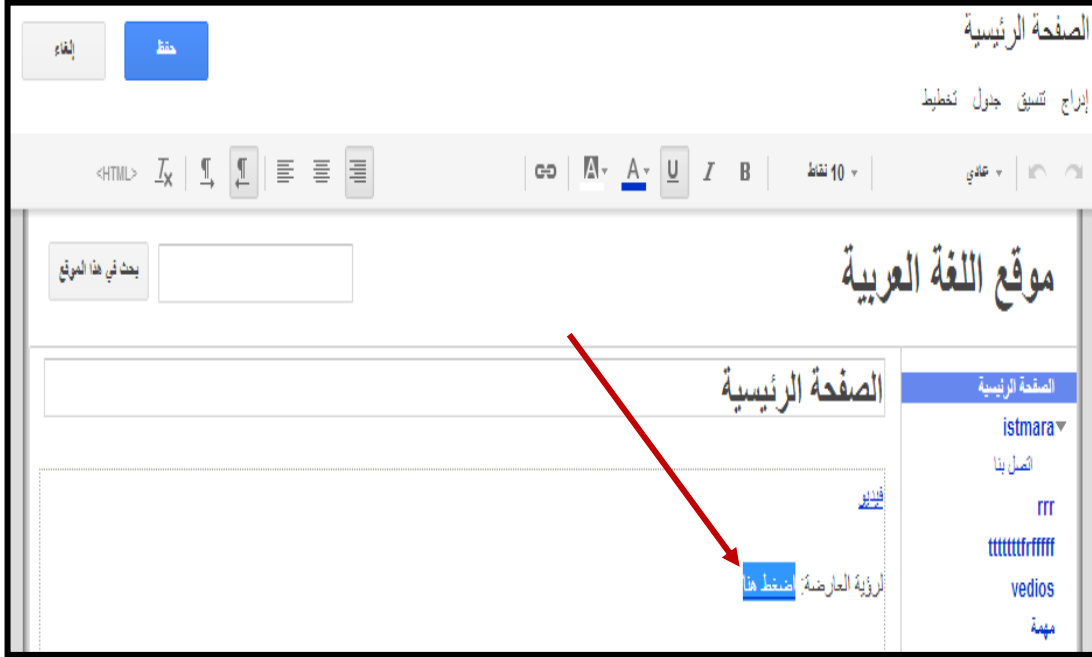 الصفحة الرئيسية
حفظ إلغاء
إدراج تنسيق جدول تخطيط
عادي 10 نقاط B I U A A <HTML>
موقع اللغة العربية
بحث في هذا الموقع
الصفحة الرئيسية
istmara
اتصل بنا
rrr
tttttttfrfffff
vedios
مهمة
الصفحة الرئيسية
فيديو
لرؤية العارضة: اضغط هنا